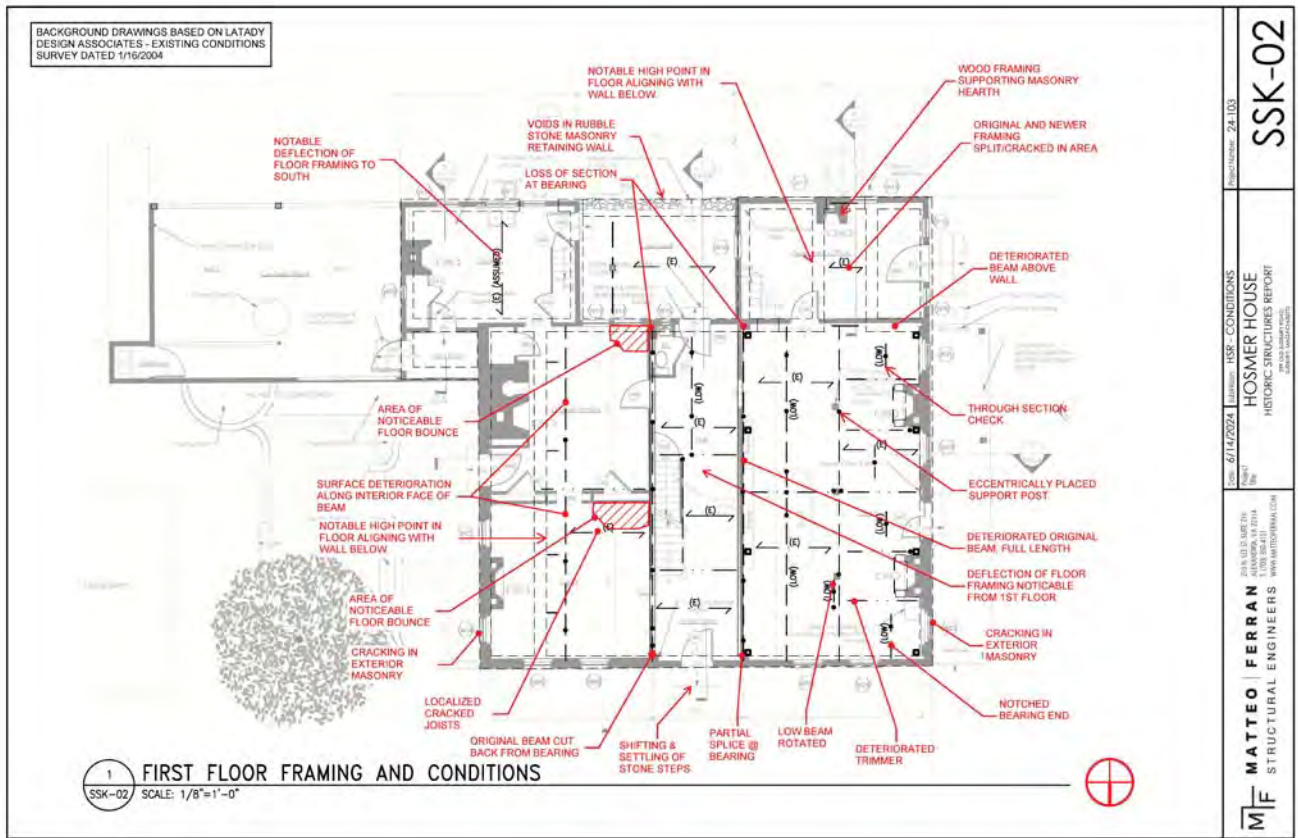 BACKGROUND DRAWINGS BASED ON LATADY
DESIGN ASSOCIATES - EXISTING CONDITIONS
SURVEY DATED 1/16/2004
NOTABLE HIGH POINT IN
FLOOR ALIGNING WITH
WALL BELOW.
WOOD FRAMING
SUPPORTING MASONRY
HEARTH
VOIDS IN RUBBLE
STONE MASONRY
RETAINING WALL
ORIGINAL AND NEWER
FRAMING
SPLIT/CRACKED IN AREA
NOTABLE
DEFLECTION OF
FLOOR FRAMING TO
SOUTH
LOSS OF SECTION
AT BEARING
(E) (ASSUMED)
(E)
(E)
DETERIORATED
BEAM ABOVE
WALL
(LOW)
(E)
(LOW)
(LOW)
(E)
(E)
AREA OF
NOTICEABLE
FLOOR BOUNCE
THROUGH SECTION
CHECK
SURFACE DETERIORATION
ALONG INTERIOR FACE OF
BEAM
ECCENTRICALLY PLACED
SUPPORT POST
NOTABLE HIGH POINT IN
FLOOR ALIGNING WITH
WALL BELOW
(E)
(E)
(E)
(LOW)
DETERIORATED ORIGINAL
BEAM, FULL LENGTH
DEFLECTION OF FLOOR
FRAMING NOTICABLE
FROM 1ST FLOOR
AREA OF
NOTICEABLE
FLOOR BOUNCE
(E)
(LOW)
(LOW)
CRACKING IN
EXTERIOR
MASONRY
CRACKING IN
EXTERIOR
MASONRY
LOCALIZED
CRACKED
JOISTS
NOTCHED
BEARING END
ORIGINAL BEAM CUT
BACK FROM BEARING
SHIFTING &
SETTLING OF
STONE STEPS
PARTIAL
SPLICE @
BEARING
LOW BEAM
ROTATED
DETERIORATED
TRIMMER
1
SSK-02
FIRST FLOOR FRAMING AND CONDITIONS
SCALE: 1/8"=1'-0"
SSK-02
Project Number: 24-103
HSR - CONDITIONS
Date: 6/14/2024
HOSMER HOUSE
HISTORIC STRUCTURES REPORT
MF
MATTEO | FERRAN
STRUCTURAL ENGINEERS